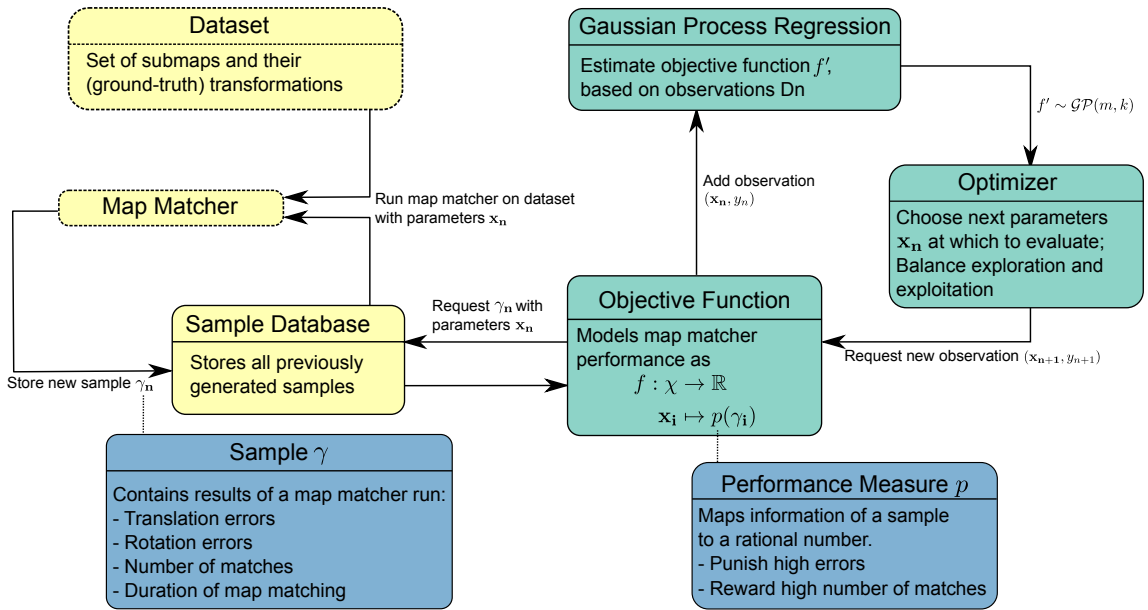 Dataset
Set of submaps and their
(ground-truth) transformations
Gaussian Process Regression
Estimate objective function f′,
based on observations Dn
f′ ∼ 𝒢𝒫(m, k)
Map Matcher
Run map matcher on dataset
with parameters xₙ
Add observation
(xₙ, yₙ)
Optimizer
Choose next parameters
xₙ at which to evaluate;
Balance exploration and
exploitation
Sample Database
Stores all previously
generated samples
Request γₙ with
parameters xₙ
Objective Function
Models map matcher
performance as
f : χ → ℝ
xᵢ ↦ p(γᵢ)
Request new observation (xₙ₊₁, yₙ₊₁)
Store new sample γₙ
Sample γ
Contains results of a map matcher run:
- Translation errors
- Rotation errors
- Number of matches
- Duration of map matching
Performance Measure p
Maps information of a sample
to a rational number.
- Punish high errors
- Reward high number of matches